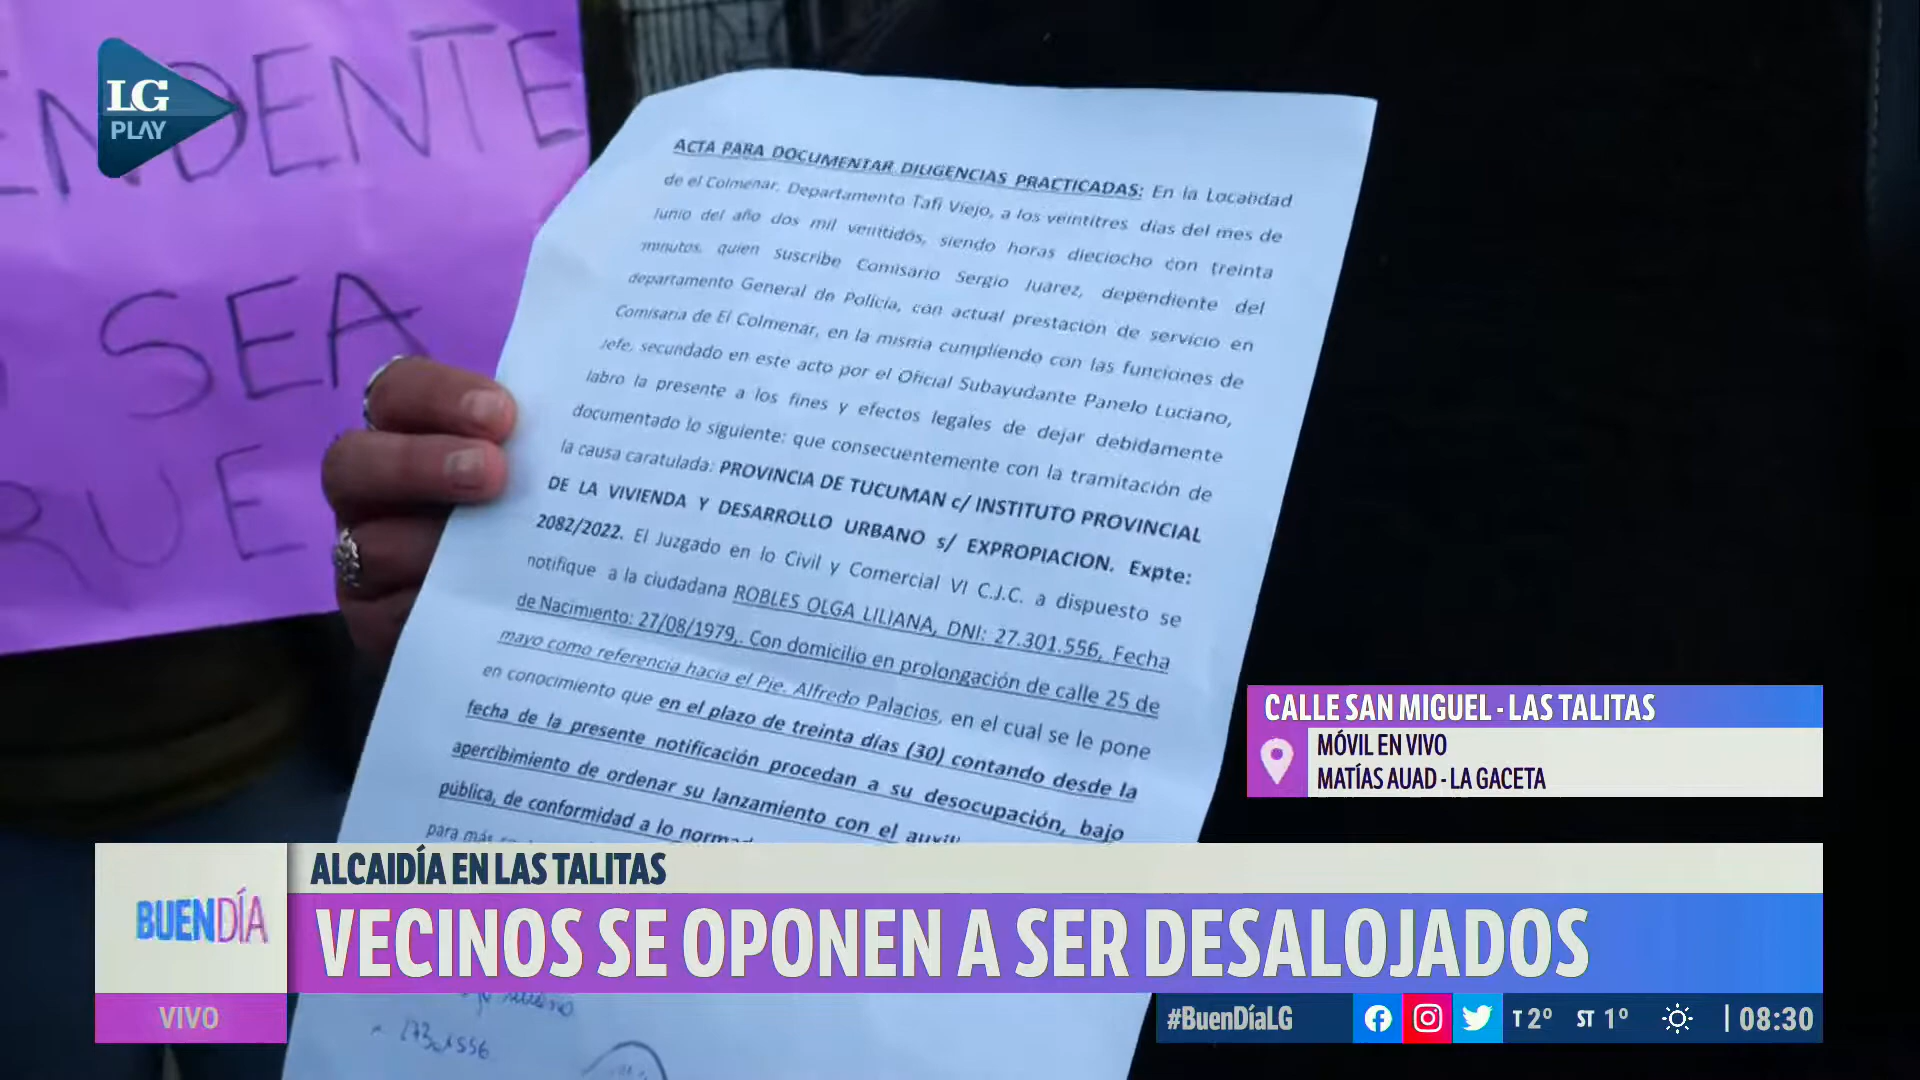 ENDENTE
SEA
RUE
LG
PLAY
ACTA PARA DOCUMENTAR DILIGENCIAS PRACTICADAS: En la Localidad
de el Colmenar. Departamento Tafi Viejo, a los veintitres días del mes de
Junio del año dos mil veintidós, siendo horas dieciocho con treinta
minutos, quien suscribe Comisario Sergio Juarez, dependiente del
departamento General de Policía, con actual prestación de servicio en
Comisaria de El Colmenar, en la misma cumpliendo con las funciones de
Jefe, secundado en este acto por el Oficial Subayudante Panelo Luciano,
labro la presente a los fines y efectos legales de dejar debidamente
documentado lo siguiente: que consecuentemente con la tramitación de
la causa caratulada: PROVINCIA DE TUCUMAN c/ INSTITUTO PROVINCIAL
DE LA VIVIENDA Y DESARROLLO URBANO s/ EXPROPIACION. Expte:
2082/2022. El Juzgado en lo Civil y Comercial VI C.J.C. a dispuesto se
notifique a la ciudadana ROBLES OLGA LILIANA, DNI: 27.301.556, Fecha
de Nacimiento: 27/08/1979,. Con domicilio en prolongación de calle 25 de
mayo como referencia hacia el Pje. Alfredo Palacios, en el cual se le pone
en conocimiento que en el plazo de treinta días (30) contando desde la
fecha de la presente notificación procedan a su desocupación, bajo
apercibimiento de ordenar su lanzamiento con el
pública, de conformidad a lo
para más
CALLE SAN MIGUEL - LAS TALITAS
MÓVIL EN VIVO
MATÍAS AUAD - LA GACETA
ALCAIDÍA EN LAS TALITAS
BUENDÍA
VECINOS SE OPONEN A SER DESALOJADOS
VIVO
#BuenDíaLG T 2º ST 1º | 08:30